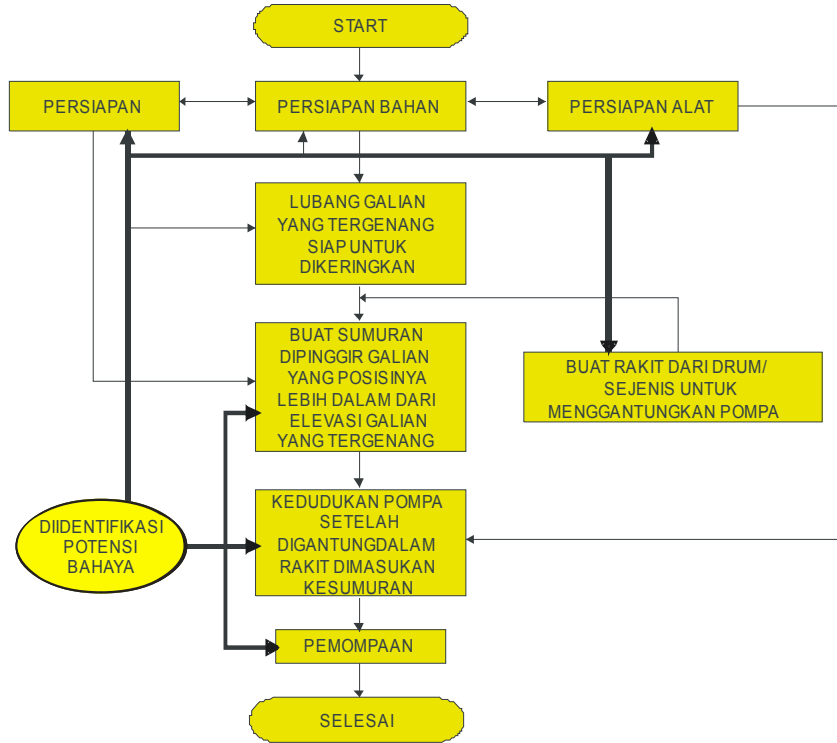 START
PERSIAPAN
PERSIAPAN BAHAN
PERSIAPAN ALAT
LUBANG GALIAN
YANG TERGENANG
SIAP UNTUK
DIKERINGKAN
BUAT SUMURAN
DIPINGGIR GALIAN
YANG POSISINYA
LEBIH DALAM DARI
ELEVASI GALIAN
YANG TERGENANG
BUAT RAKIT DARI DRUM/
SEJENIS UNTUK
MENGGANTUNGKAN POMPA
DIIDENTIFIKASI
POTENSI
BAHAYA
KEDUDUKAN POMPA
SETELAH
DIGANTUNGDALAM
RAKIT DIMASUKAN
KESUMURAN
PEMOMPAAN
SELESAI